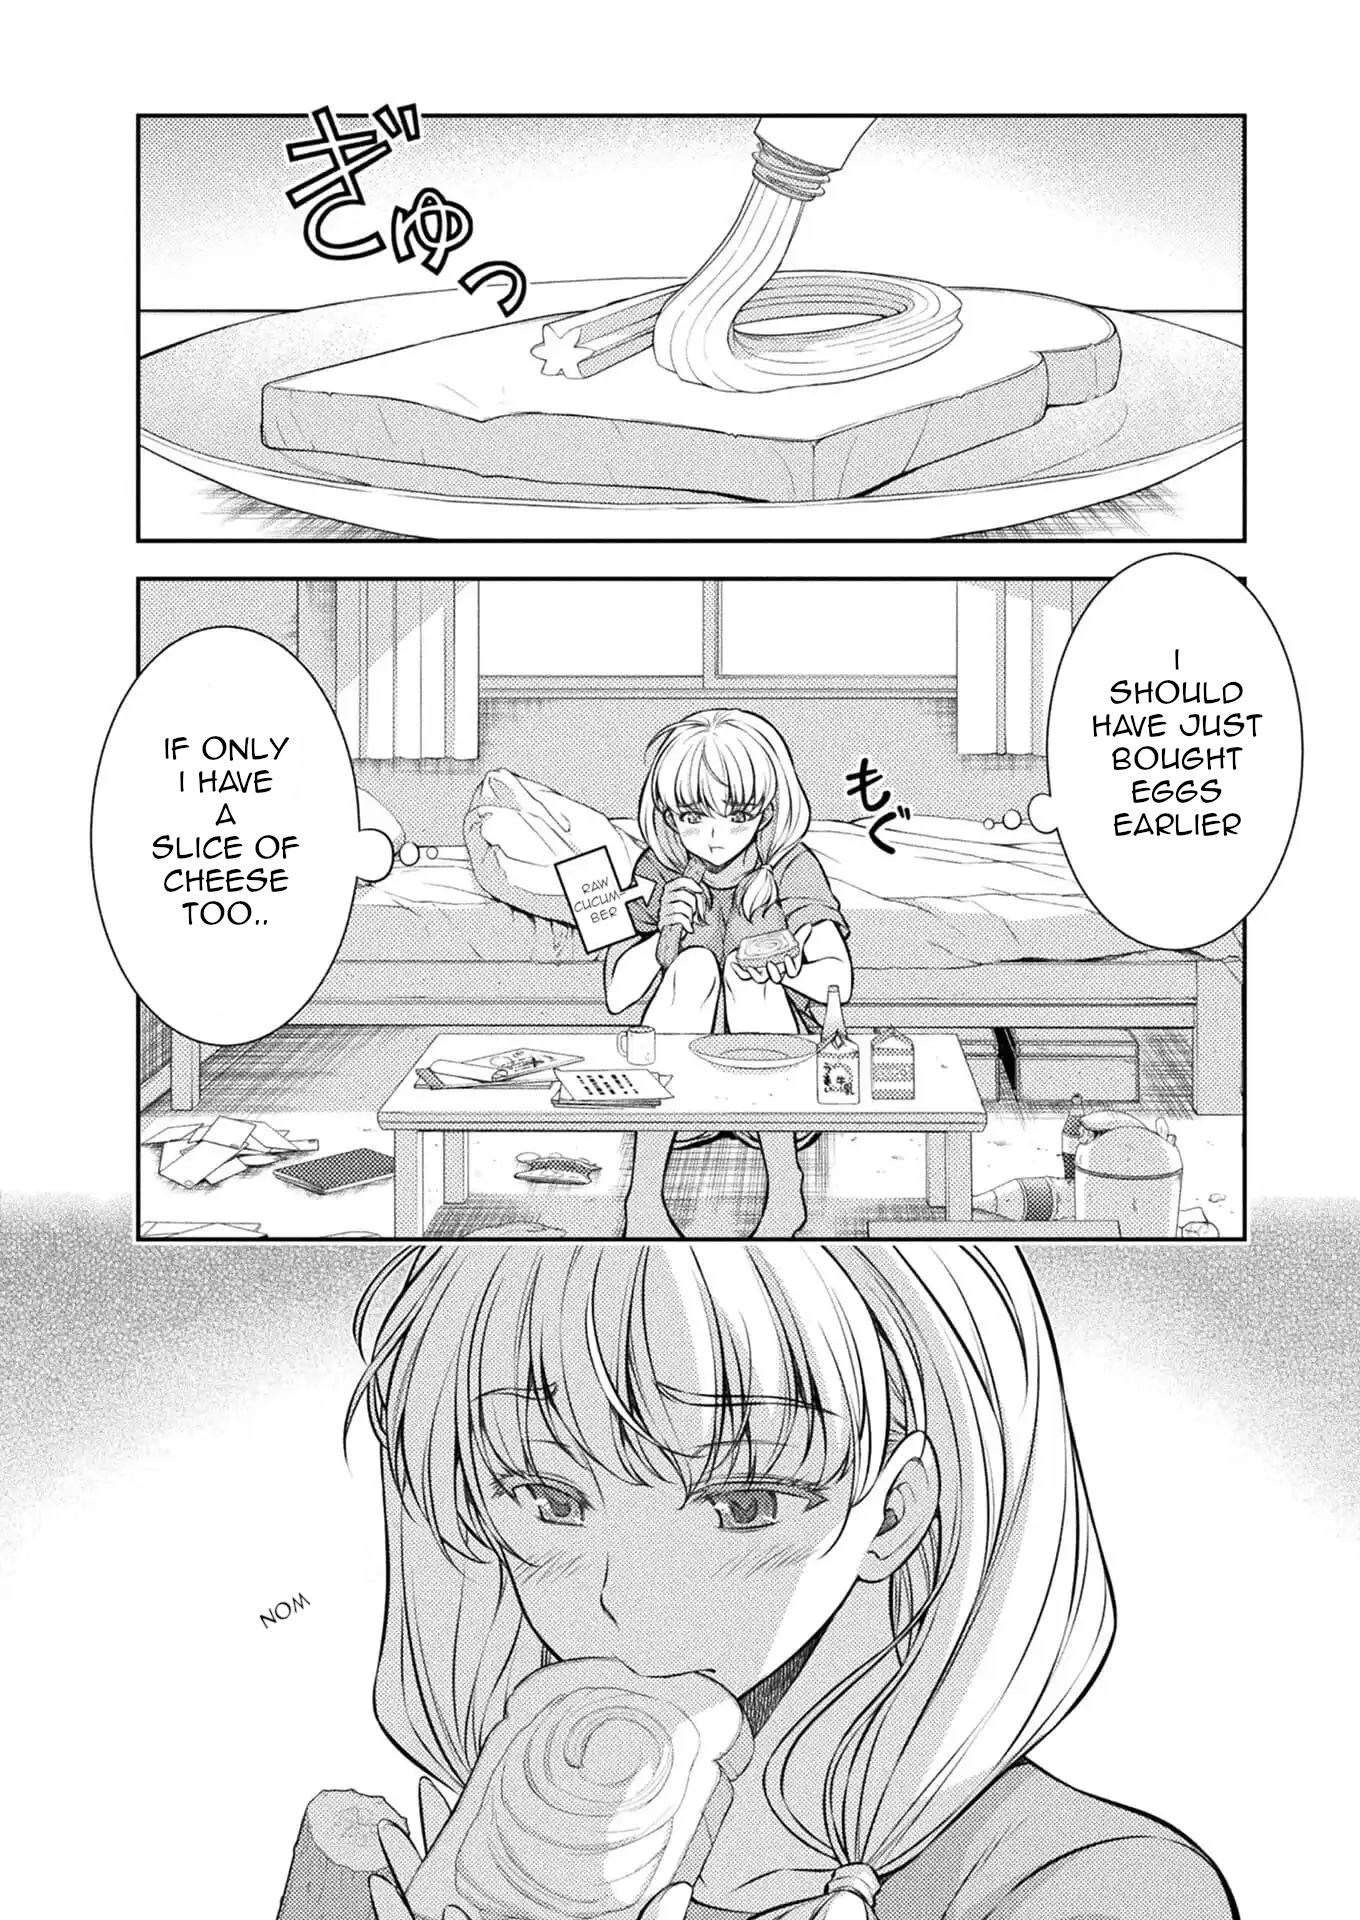 ぎゅっ
I
SHOULD
HAVE JUST
BOUGHT
EGGS
EARLIER
もぐ
RAW
CUCUM-
BER
IF ONLY
I HAVE
A
SLICE OF
CHEESE
TOO..
NOM